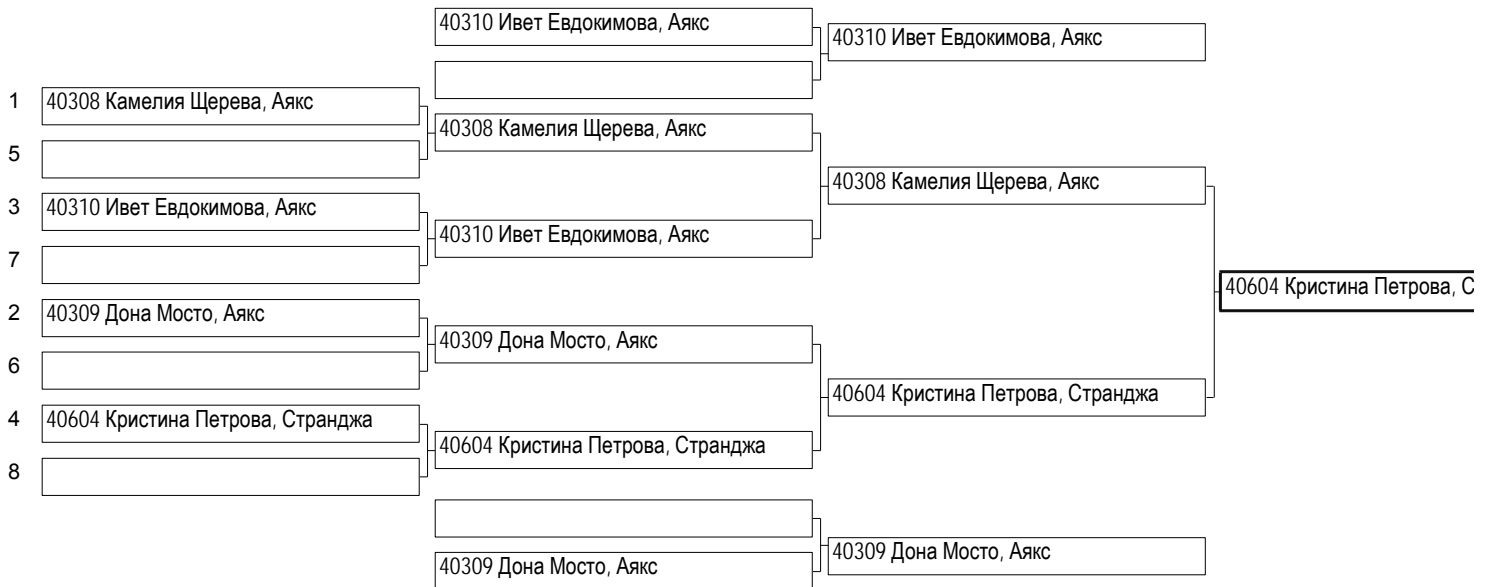 40310 Ивет Евдокимова, Аякс
40310 Ивет Евдокимова, Аякс
1 40308 Камелия Щерева, Аякс
40308 Камелия Щерева, Аякс
5
40308 Камелия Щерева, Аякс
3 40310 Ивет Евдокимова, Аякс
40310 Ивет Евдокимова, Аякс
7
40604 Кристина Петрова, С
2 40309 Дона Мосто, Аякс
40309 Дона Мосто, Аякс
6
40604 Кристина Петрова, Странджа
4 40604 Кристина Петрова, Странджа
40604 Кристина Петрова, Странджа
8
40309 Дона Мосто, Аякс
40309 Дона Мосто, Аякс